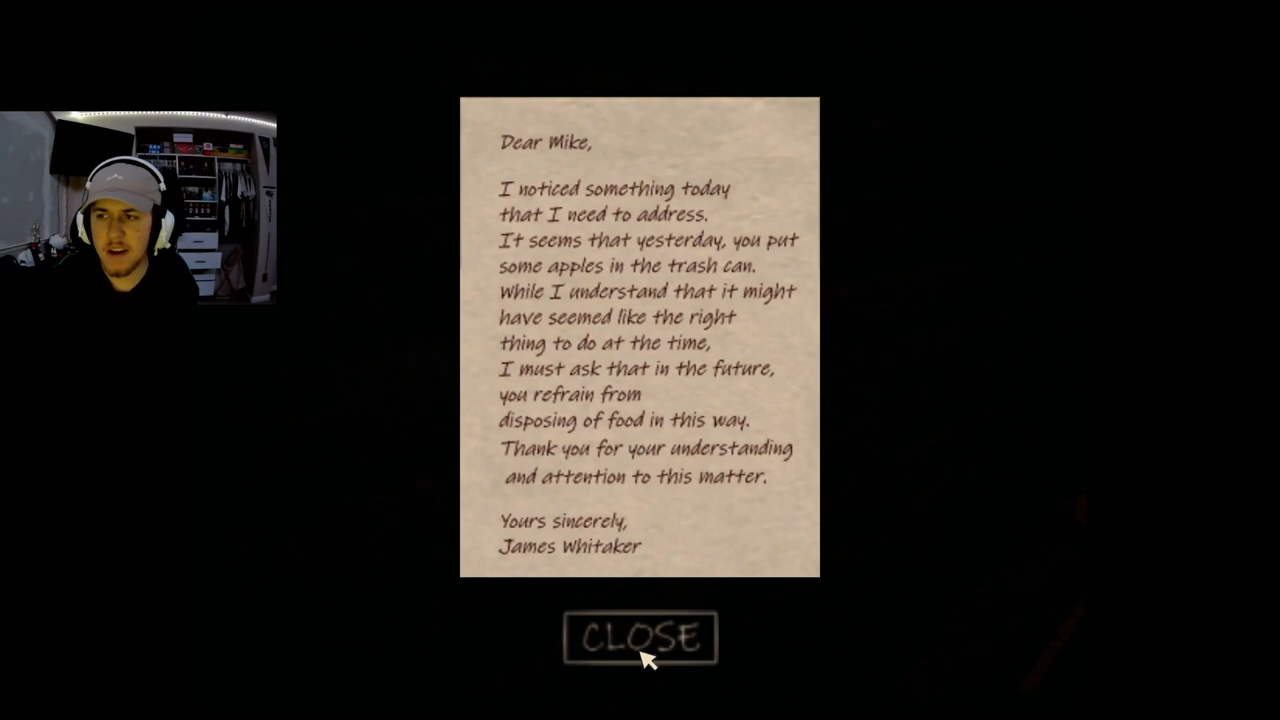 Dear Mike,
I noticed something today
that I need to address.
It seems that yesterday, you put
some apples in the trash can.
While I understand that it might
have seemed like the right
thing to do at the time,
I must ask that in the future,
you refrain from
disposing of food in this way.
Thank you for your understanding
and attention to this matter.
Yours sincerely,
James Whitaker
CLOSE